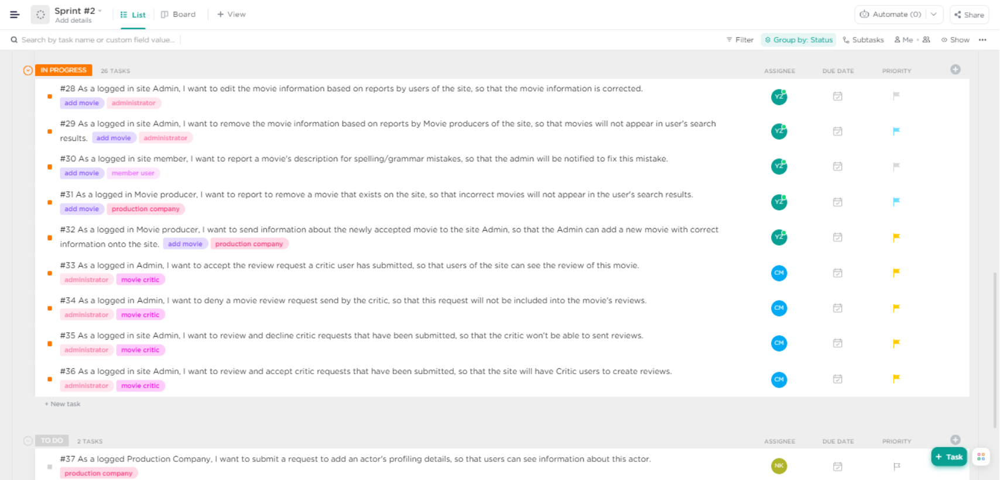 Sprint #2
Add details
List
Board
+ View
Automate (0)
Share
Search by task name or custom field value...
Filter
Group by: Status
Subtasks
Me
Show
IN PROGRESS
26 TASKS
ASSIGNEE
DUE DATE
PRIORITY
#28 As a logged in site Admin, I want to edit the movie information based on reports by users of the site, so that the movie information is corrected.
add movie administrator
YZ
#29 As a logged in site Admin, I want to remove the movie information based on reports by Movie producers of the site, so that movies will not appear in user's search
results. add movie administrator
YZ
#30 As a logged in site member, I want to report a movie's description for spelling/grammar mistakes, so that the admin will be notified to fix this mistake.
add movie member user
YZ
#31 As a logged in Movie producer, I want to report to remove a movie that exists on the site, so that incorrect movies will not appear in the user's search results.
add movie production company
YZ
#32 As a logged in Movie producer, I want to send information about the newly accepted movie to the site Admin, so that the Admin can add a new movie with correct
information onto the site. add movie production company
YZ
#33 As a logged in Admin, I want to accept the review request a critic user has submitted, so that users of the site can see the review of this movie.
administrator movie critic
CM
#34 As a logged in Admin, I want to deny a movie review request send by the critic, so that this request will not be included into the movie's reviews.
administrator movie critic
CM
#35 As a logged in site Admin, I want to review and decline critic requests that have been submitted, so that the critic won't be able to sent reviews.
administrator movie critic
CM
#36 As a logged in site Admin, I want to review and accept critic requests that have been submitted, so that the site will have Critic users to create reviews.
administrator movie critic
CM
+ New task
TO DO
2 TASKS
ASSIGNEE
DUE DATE
PRIORITY
#37 As a logged Production Company, I want to submit a request to add an actor's profiling details, so that users can see information about this actor.
production company
NK
+ Task